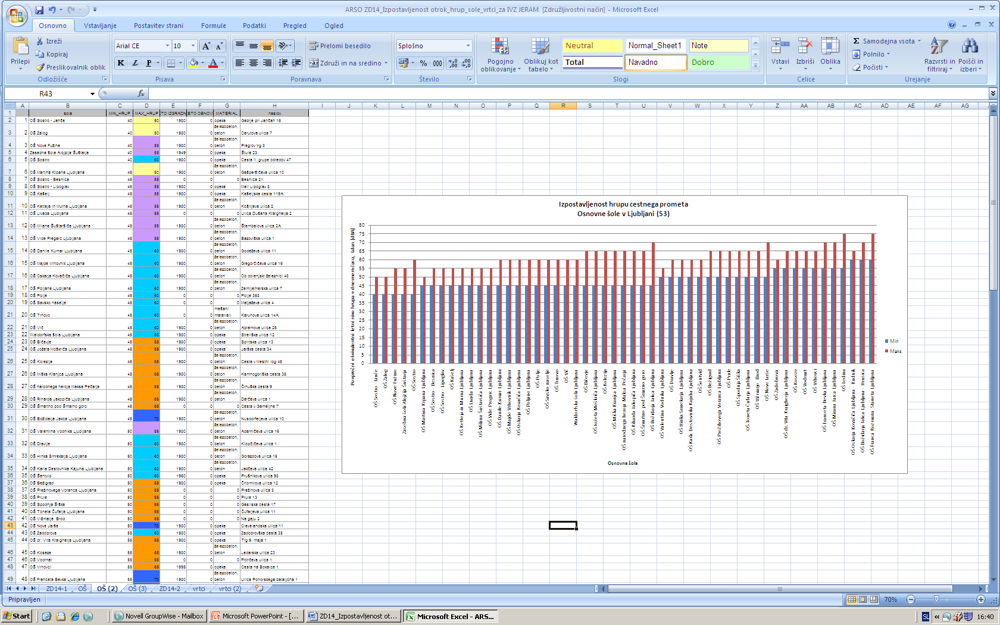 ARSO ZD14_Izpostavljenost otrok_hrup_sole_vrtci_za IVZ JERAM [Združljivostni način] - Microsoft Excel
Osnovno Vstavljanje Postavitev strani Formule Podatki Pregled Ogled
Prilepi
Izreži
Kopiraj
Preslikovalnik oblik
Odložišče
Arial CE 10
K L P
Pisava
Prelomi besedilo
Združi in na sredino
Poravnava
Splošno
% 000
Število
Pogojno oblikovanje
Oblikuj kot tabelo
Neutral Normal_Sheet1 Note
Total Navadno Dobro
Slogi
Vstavi Izbriši Oblika
Celice
Σ Samodejna vsota
Polnilo
Počisti
Razvrsti in filtriraj
Poišči in izberi
Urejanje
R43 fx
A B C D E F G H I J K L M N O P Q R S T U V W X Y Z AA AB AC AD AE AF AG
1 sola MIN_HRUP MAX_HRUP TO IZGRADN ETO OBNOVI MATERIAL naslov
2 1 OŠ Sostro - Janče 40 50 1980 0 opeka Gabrje pri Jančah 16
3 2 OŠ Zalog 40 50 1980 0 železobeton, beton Cerutova ulica 7
4 3 OŠ Nove Fužine 40 55 1980 0 železobeton, beton Preglov trg 8
5 4 Zasebna šola Alojzija Šuštarja 40 55 1949 0 opeka Štula 23
6 5 OŠ Sostro 40 60 1980 0 opeka Cesta II. grupe odredov 47
7 6 OŠ Martina Krpana Ljubljana 45 50 1980 0 železobeton, beton Gašperšičeva ulica 10
8 7 OŠ Sostro - Besnica 45 55 0 0 0 Besnica 21
9 8 OŠ Sostro - Lipoglav 45 55 1980 0 opeka Mali Lipoglav 8
10 9 OŠ Kašelj 45 55 1980 0 opeka Kašeljska cesta 119A
11 10 OŠ Ketteja in Murna Ljubljana 45 55 1980 0 železobeton, beton Koširjeva ulica 2
12 11 OŠ Livada Ljubljana 45 55 0 0 0 Ulica Dušana Kraigherja 2
13 12 OŠ Milana Šuštaršiča Ljubljana 45 55 1980 0 železobeton, beton Štembalova ulica 2A
14 13 OŠ Vide Pregarc Ljubljana 45 55 1980 0 železobeton, beton Bazoviška ulica 1
15 14 OŠ Danile Kumar Ljubljana 45 60 1980 0 železobeton, beton Godeževa ulica 11
16 15 OŠ Majde Vrhovnik Ljubljana 45 60 1980 0 železobeton, beton Gregorčičeva ulica 16
17 16 OŠ Oskarja Kovačiča Ljubljana 45 60 1980 0 železobeton, beton Ob dolenjski železnici 48
18 17 OŠ Poljane Ljubljana 45 60 1980 0 železobeton, beton Zemljemerska ulica 7
19 18 OŠ Polje 45 60 0 0 0 Polje 358
20 19 OŠ Savsko naselje 45 60 0 0 0 Matjaževa ulica 4
21 20 OŠ Trnovo 45 60 0 0 mešani materiali Karunova ulica 14A
22 21 OŠ Vič 45 60 1980 0 železobeton, beton Abramova ulica 26
23 22 Waldorfska šola Ljubljana 45 60 1980 0 opeka Streliška ulica 12
24 23 OŠ Bičevje 45 65 1980 0 opeka Splitska ulica 13
25 24 OŠ Jožeta Moškriča Ljubljana 45 65 1980 0 opeka Jarška cesta 34
26 25 OŠ Kolezija 45 65 1980 0 železobeton, beton Cesta v Mestni log 46
27 26 OŠ Miška Kranjca Ljubljana 45 65 1980 0 železobeton, beton Kamnogoriška cesta 35
28 27 OŠ narodnega heroja Maksa Pečarja 45 65 1980 0 železobeton, beton Črnuška cesta 9
29 28 OŠ Riharda Jakopiča Ljubljana 45 65 1980 0 železobeton, beton Derčeva ulica 1
30 29 OŠ Šmartno pod Šmarno goro 45 65 0 0 0 Cesta v Gameljne 7
31 30 OŠ Božidarja Jakca Ljubljana 45 70 1980 0 železobeton, beton Nusdorferjeva ulica 10
32 31 OŠ Valentina Vodnika Ljubljana 50 55 1980 0 železobeton, beton Adamičeva ulica 16
33 32 OŠ Dravlje 50 60 1980 0 železobeton, beton Klopčičeva ulica 1
34 33 OŠ Hinka Smrekarja Ljubljana 50 60 1980 0 železobeton, beton Gorazdova ulica 16
35 34 OŠ Karla Destovnika Kajuha Ljubljana 50 60 1980 0 železobeton, beton Jakčeva ulica 42
36 35 OŠ Šentvid 50 60 1960 0 opeka Prušnikova ulica 98
37 36 OŠ Bežigrad 50 65 1980 0 opeka Črtomirova ulica 12
38 37 OŠ Prežihovega Voranca Ljubljana 50 65 0 0 0 Prežihova ulica 8
39 38 OŠ Prule 50 65 0 0 0 Prule 13
40 39 OŠ Spodnja Šiška 50 65 0 0 0 Gasilska cesta 17
41 40 OŠ Toneta Čufarja Ljubljana 50 65 0 0 0 Čufarjeva ulica 11
42 41 OŠ Vižmarje Brod 50 65 0 0 0 Na gaju 2
43 42 OŠ Nove Jarše 50 70 1980 0 opeka Clevelandska ulica 11
44 43 OŠ Zadobrova 55 60 1980 0 opeka Zadobrovška cesta 35
45 44 OŠ dr. Vita Kraigherja Ljubljana 55 65 1980 0 opeka Trg 9. maja 1
46 45 OŠ Koseze 55 65 1980 0 železobeton, beton Ledarska ulica 23
47 46 OŠ Vodmat 55 65 0 0 0 Potrčeva ulica 1
48 47 OŠ Vrhovci 55 65 1995 0 opeka Cesta na Bokalce 1
49 48 OŠ Franceta Bevka Ljubljana 55 70 1980 0 železobeton, beton Ulica Pohorskega bataljona 1
Izpostavljenost hrupu cestnega prometa
Osnovne šole v Ljubljani (53)
Povprečni ekvivalentni letni nivo hrupa v dnevnem času, Ldan [dBA]
80
75
70
65
60
55
50
45
40
35
30
25
20
15
10
5
0
OŠ Sostro - Janče
OŠ Zalog
OŠ Nove Fužine
Zasebna šola Alojzija Šuštarja
OŠ Sostro
OŠ Martina Krpana Ljubljana
OŠ Sostro - Besnica
OŠ Sostro - Lipoglav
OŠ Kašelj
OŠ Ketteja in Murna Ljubljana
OŠ Livada Ljubljana
OŠ Milana Šuštaršiča Ljubljana
OŠ Vide Pregarc Ljubljana
OŠ Danile Kumar Ljubljana
OŠ Majde Vrhovnik Ljubljana
OŠ Oskarja Kovačiča Ljubljana
OŠ Poljane Ljubljana
OŠ Polje
OŠ Savsko naselje
OŠ Trnovo
OŠ Vič
Waldorfska šola Ljubljana
OŠ Bičevje
OŠ Jožeta Moškriča Ljubljana
OŠ Kolezija
OŠ Miška Kranjca Ljubljana
OŠ narodnega heroja Maksa Pečarja
OŠ Riharda Jakopiča Ljubljana
OŠ Šmartno pod Šmarno goro
OŠ Božidarja Jakca Ljubljana
OŠ Valentina Vodnika Ljubljana
OŠ Dravlje
OŠ Hinka Smrekarja Ljubljana
OŠ Karla Destovnika Kajuha Ljubljana
OŠ Šentvid
OŠ Bežigrad
OŠ Prežihovega Voranca Ljubljana
OŠ Prule
OŠ Spodnja Šiška
OŠ Toneta Čufarja Ljubljana
OŠ Vižmarje Brod
OŠ Nove Jarše
OŠ Zadobrova
OŠ dr. Vita Kraigherja Ljubljana
OŠ Koseze
OŠ Vodmat
OŠ Vrhovci
OŠ Franceta Bevka Ljubljana
OŠ Mirana Jarca Ljubljana
OŠ Ledina
OŠ Oskarja Kovačiča Ljubljana - Rudnik
OŠ Božidarja Jakca Ljubljana - Hrušica
OŠ Franca Rozmana Staneta Ljubljana
Osnovna šola
Min
Maks
ZD14-1 OŠ OŠ (2) OŠ (3) ZD14-2 vrtci vrtci (2)
Pripravljen 70%
Start Novell GroupWise - Mailbox Microsoft PowerPoint - [... ZD14_Izpostavljenost ot... Microsoft Excel - ARS... SL « 16:40